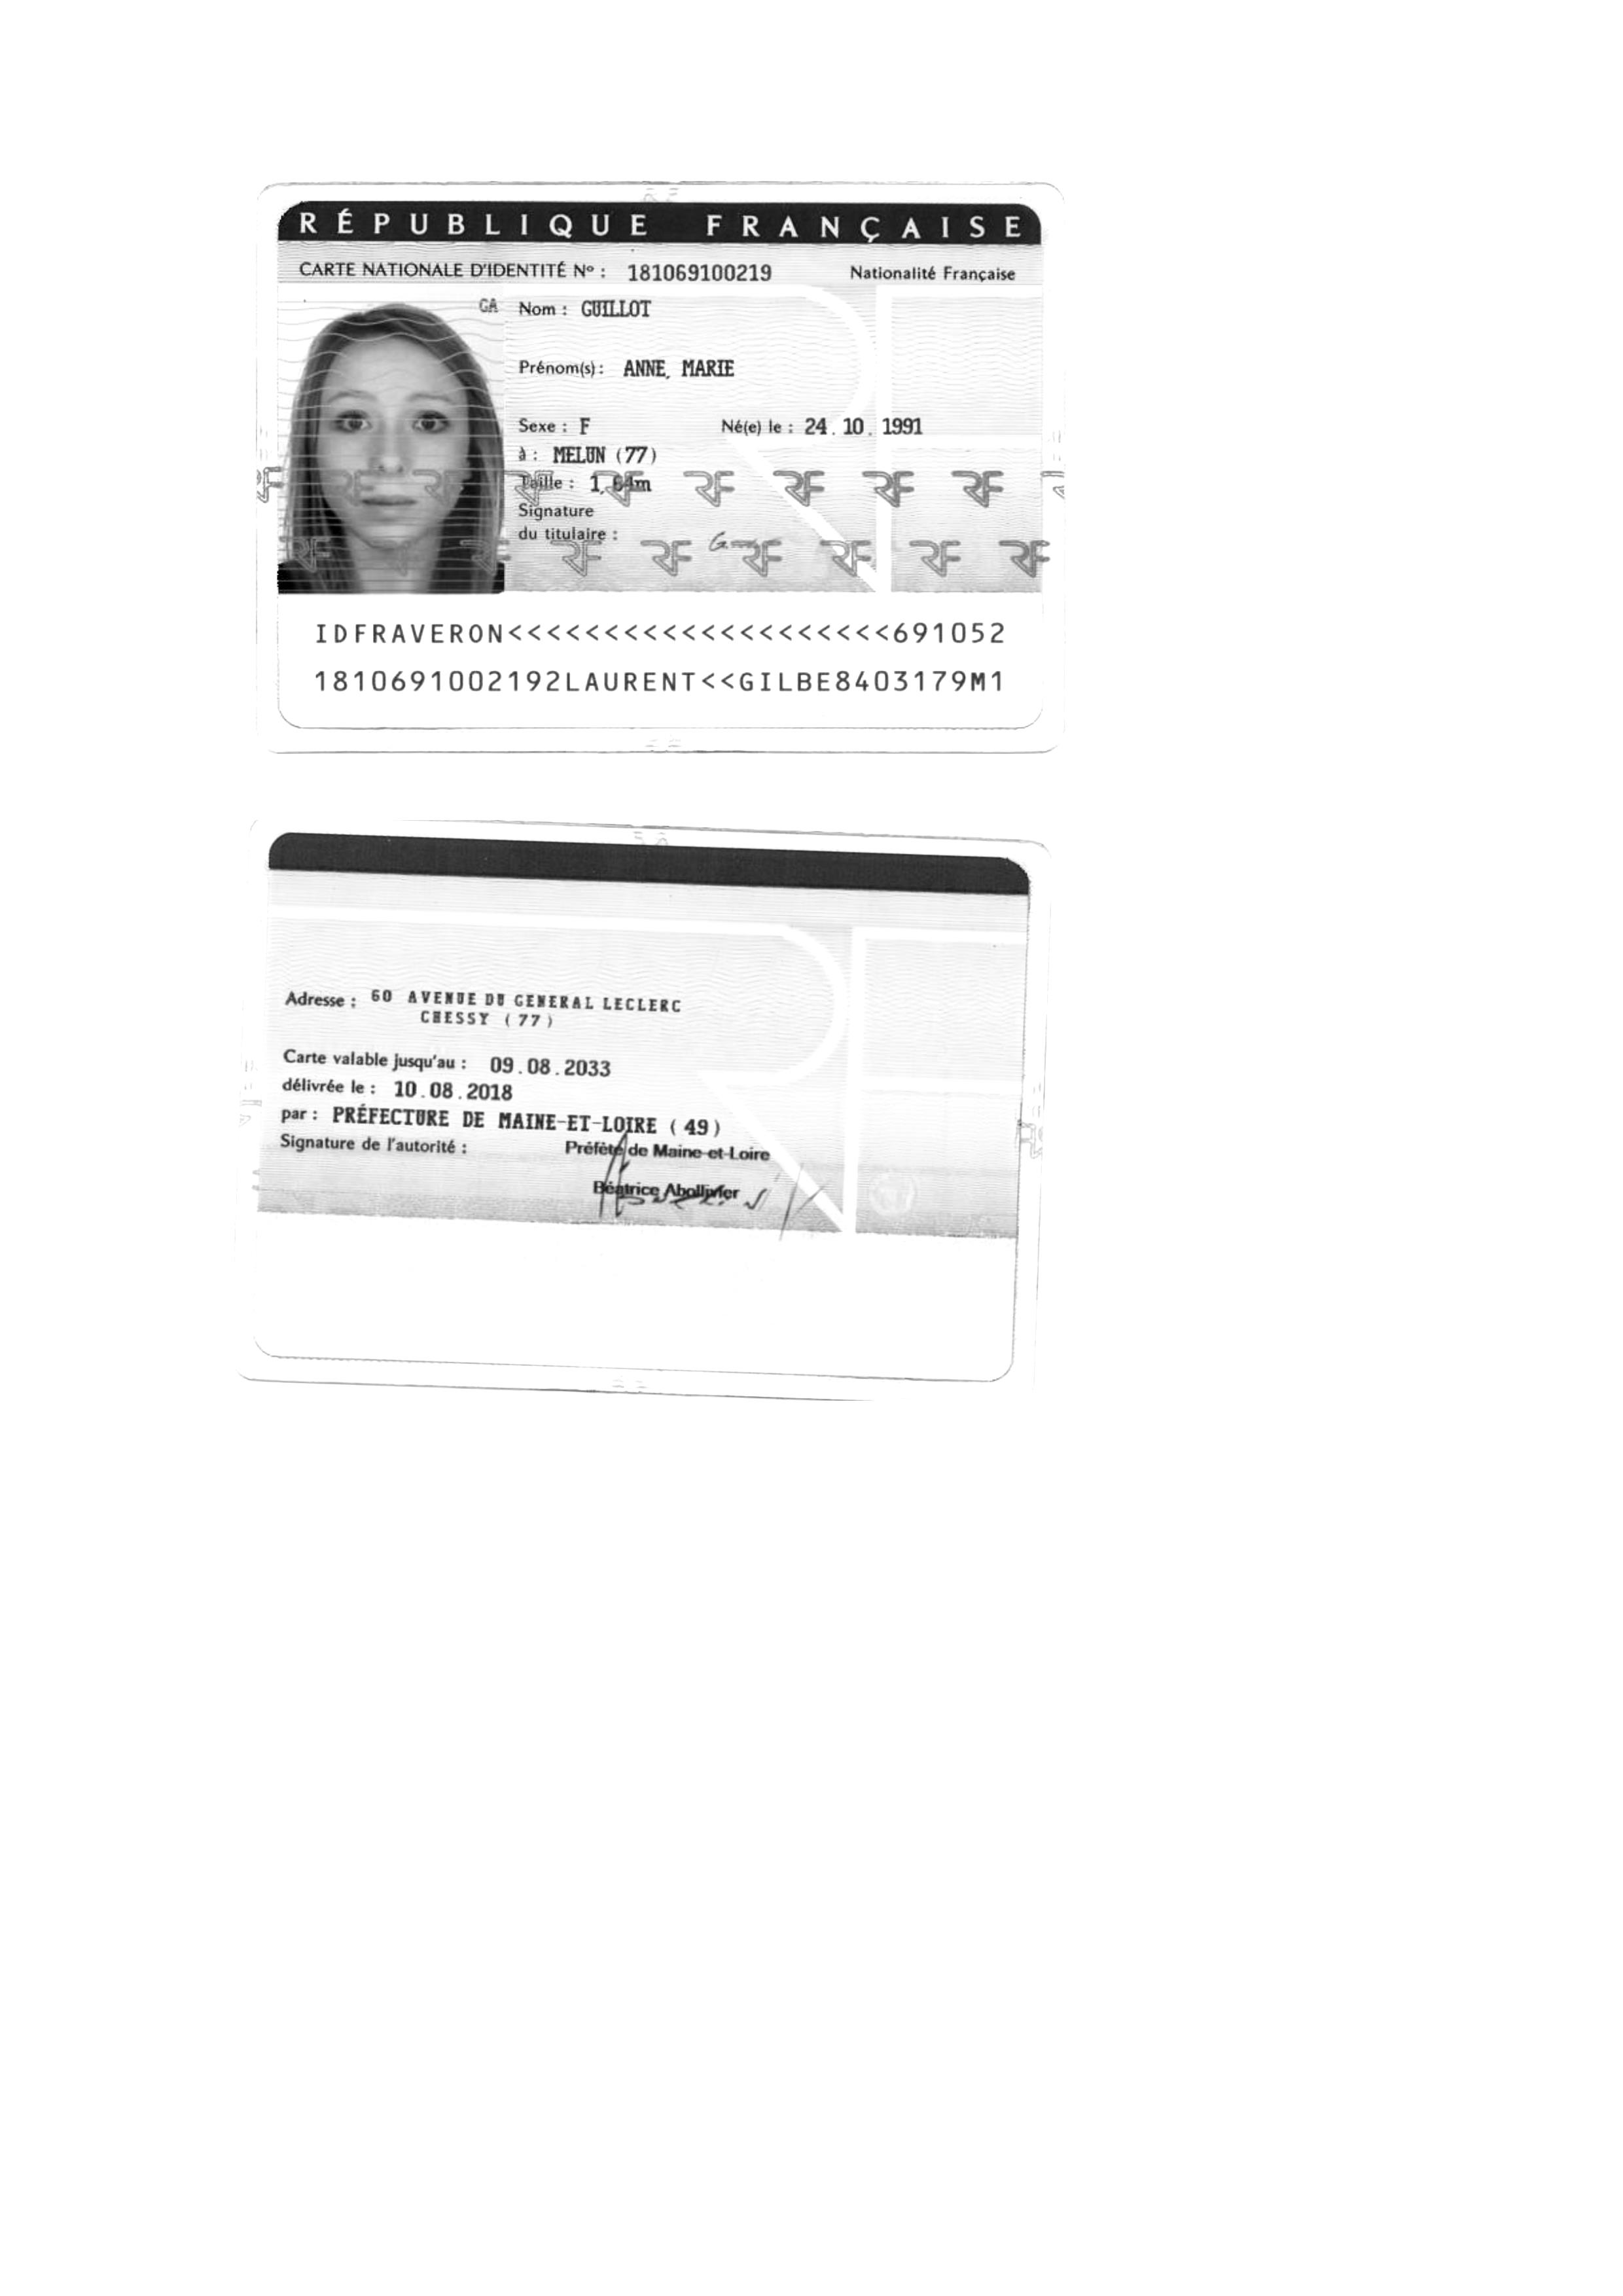 RÉPUBLIQUE FRANÇAISE
CARTE NATIONALE D'IDENTITÉ Nº : 181069100219 Nationalité Française
GA Nom : GUILLOT
Prénom(s) : ANNE, MARIE
Sexe : F Né(e) le : 24.10.1991
à : MELUN (77)
Taille : 1,64m
Signature
du titulaire :
IDFRAVERON<<<<<<<<<<<<<<<<<<<<691052
1810691002192LAURENT<<GILBE8403179M1
Adresse : 60 AVENUE DU GENERAL LECLERC
CHESSY (77)
Carte valable jusqu'au : 09.08.2033
délivrée le : 10.08.2018
par : PRÉFECTURE DE MAINE-ET-LOIRE (49)
Signature de l'autorité : Préfète de Maine-et-Loire
Béatrice Abollivier